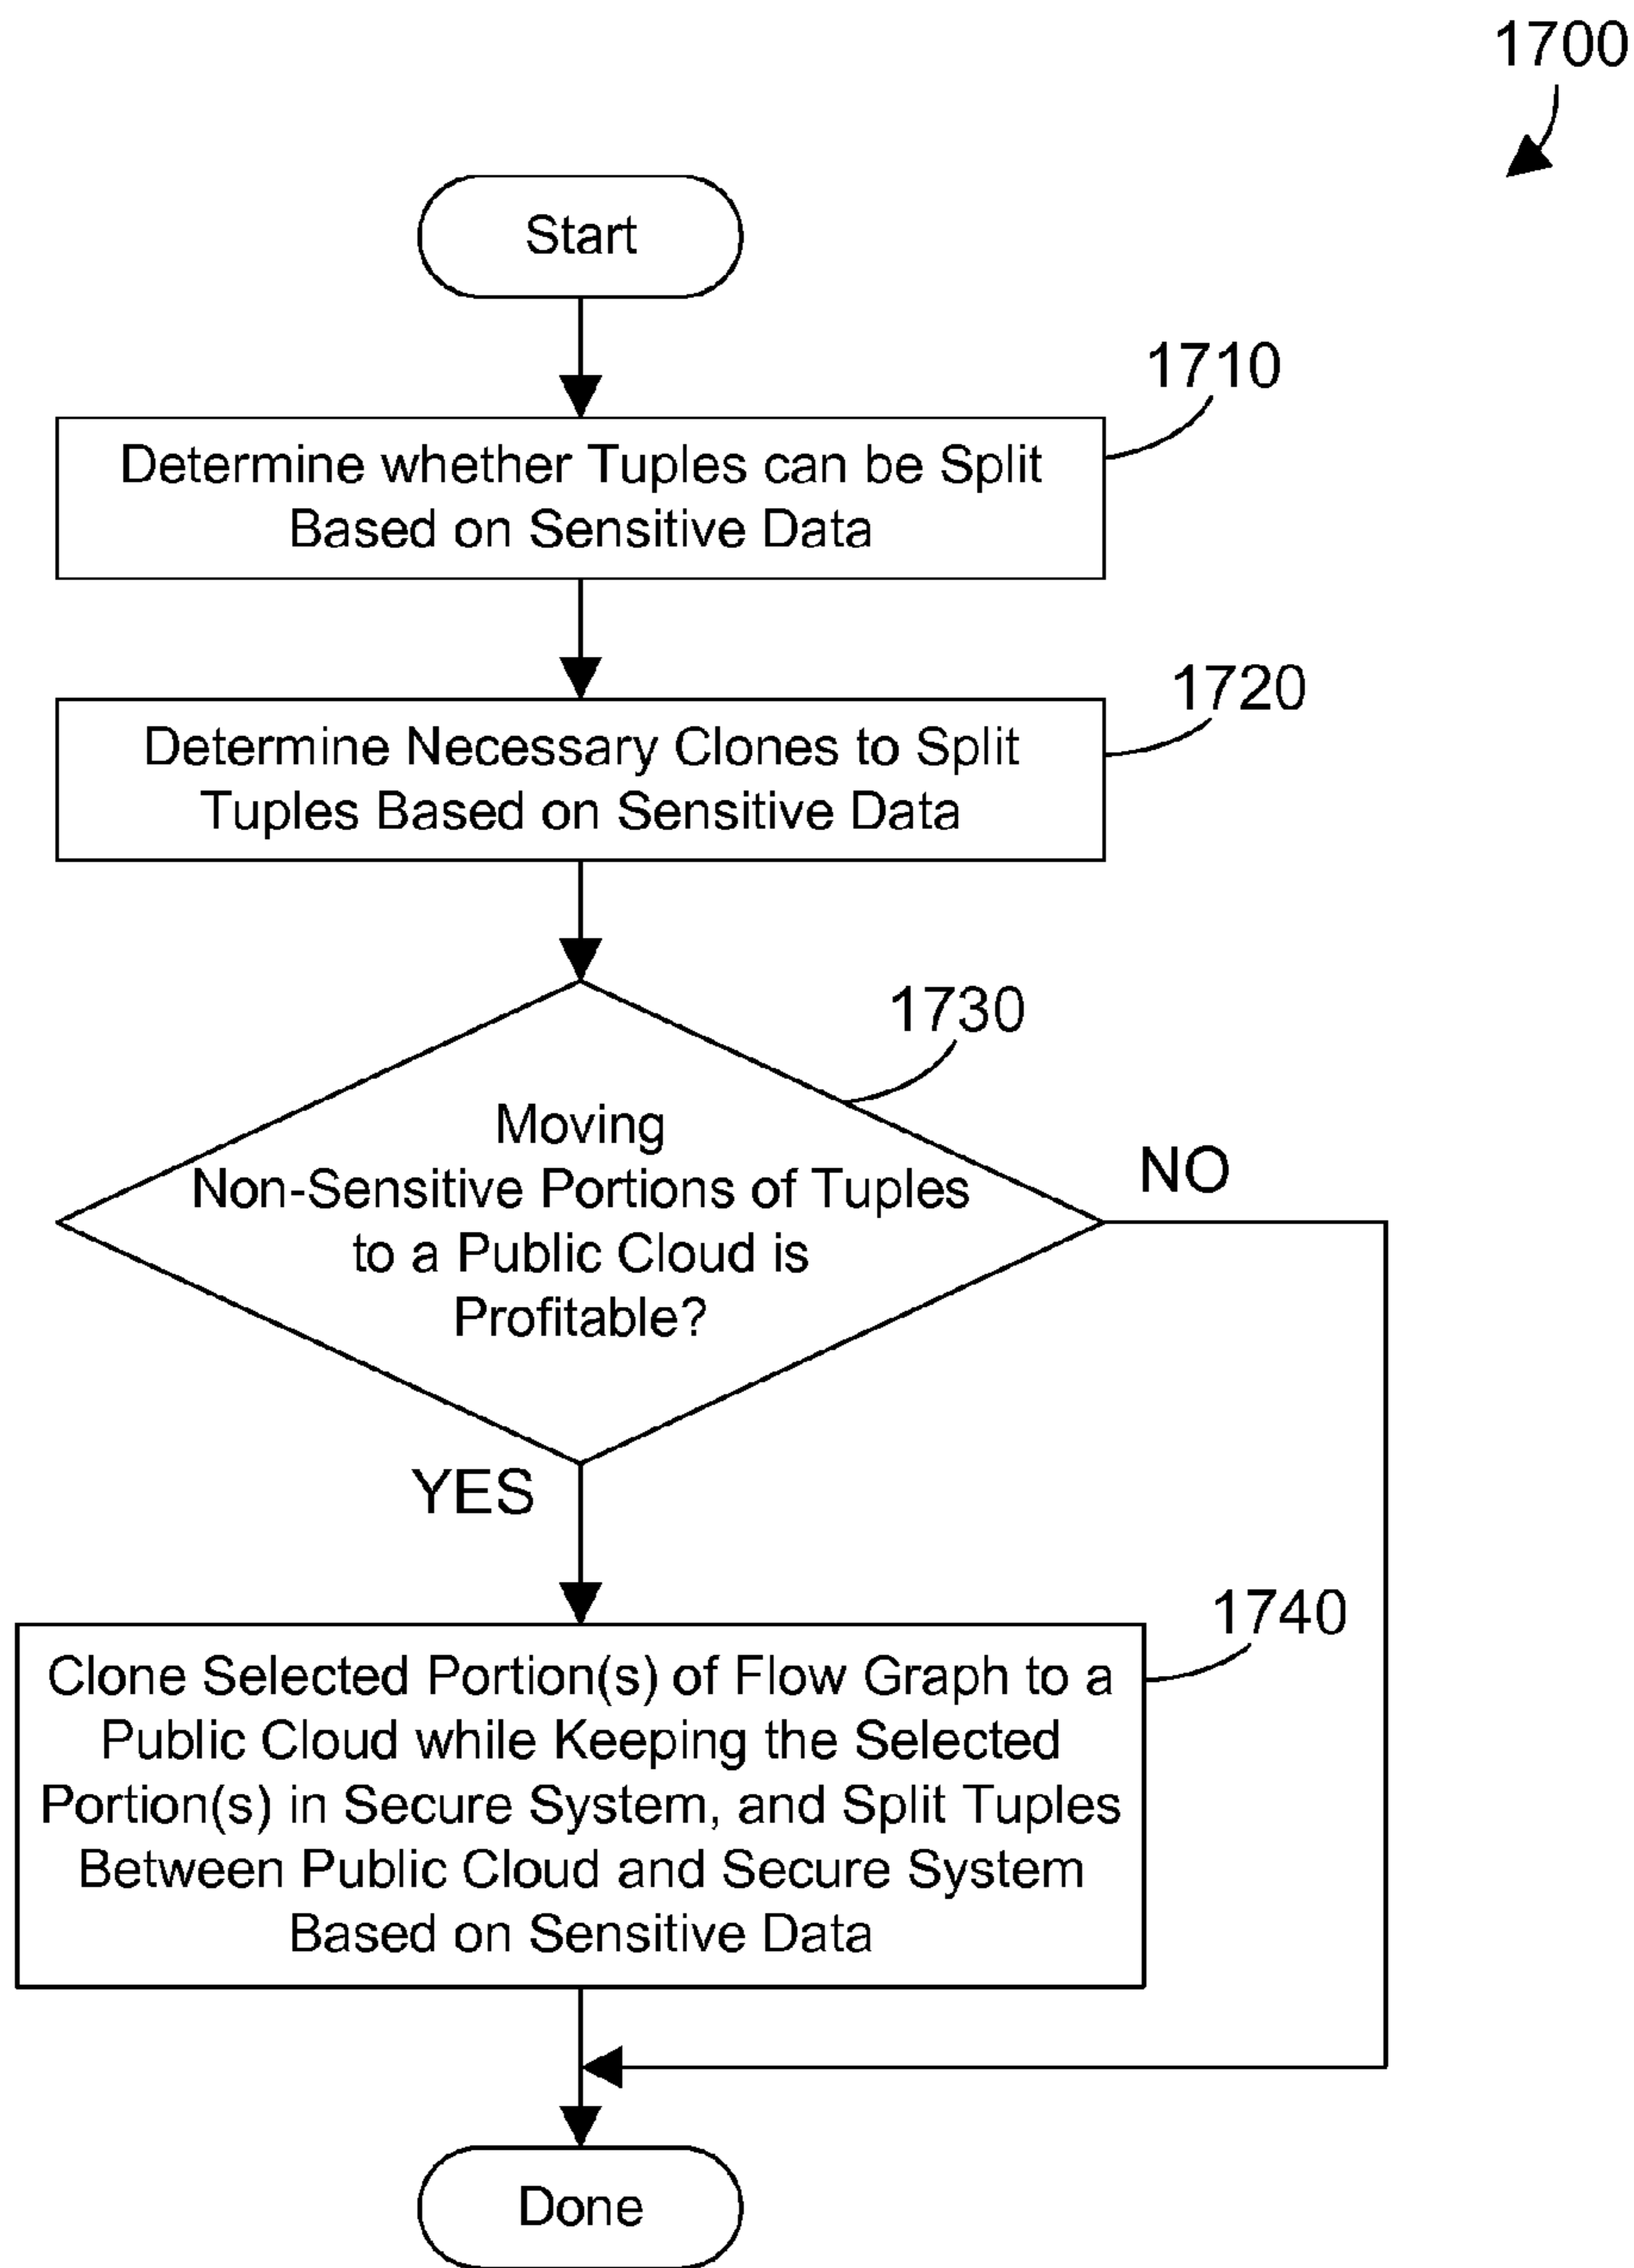 1700
Start
1710
Determine whether Tuples can be Split
Based on Sensitive Data
1720
Determine Necessary Clones to Split
Tuples Based on Sensitive Data
1730
Moving
Non-Sensitive Portions of Tuples
to a Public Cloud is
Profitable?
NO
YES
1740
Clone Selected Portion(s) of Flow Graph to a
Public Cloud while Keeping the Selected
Portion(s) in Secure System, and Split Tuples
Between Public Cloud and Secure System
Based on Sensitive Data
Done